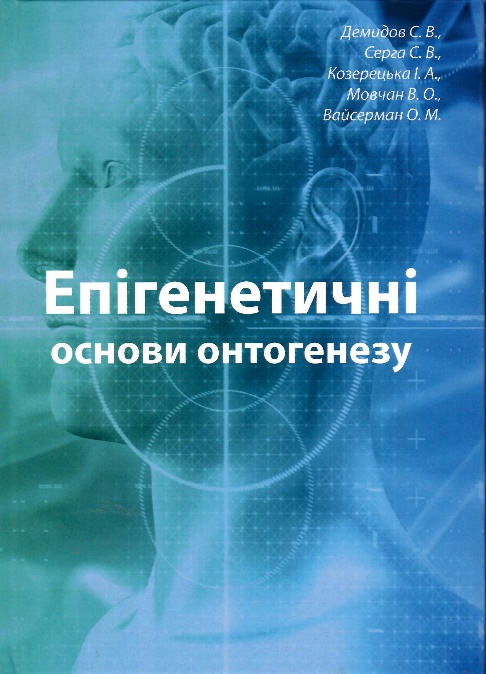 Демидов С. В.,
Серга С. В.,
Козерецька І. А.,
Мовчан В. О.,
Вайсерман О. М.
Епігенетичні
основи онтогенезу